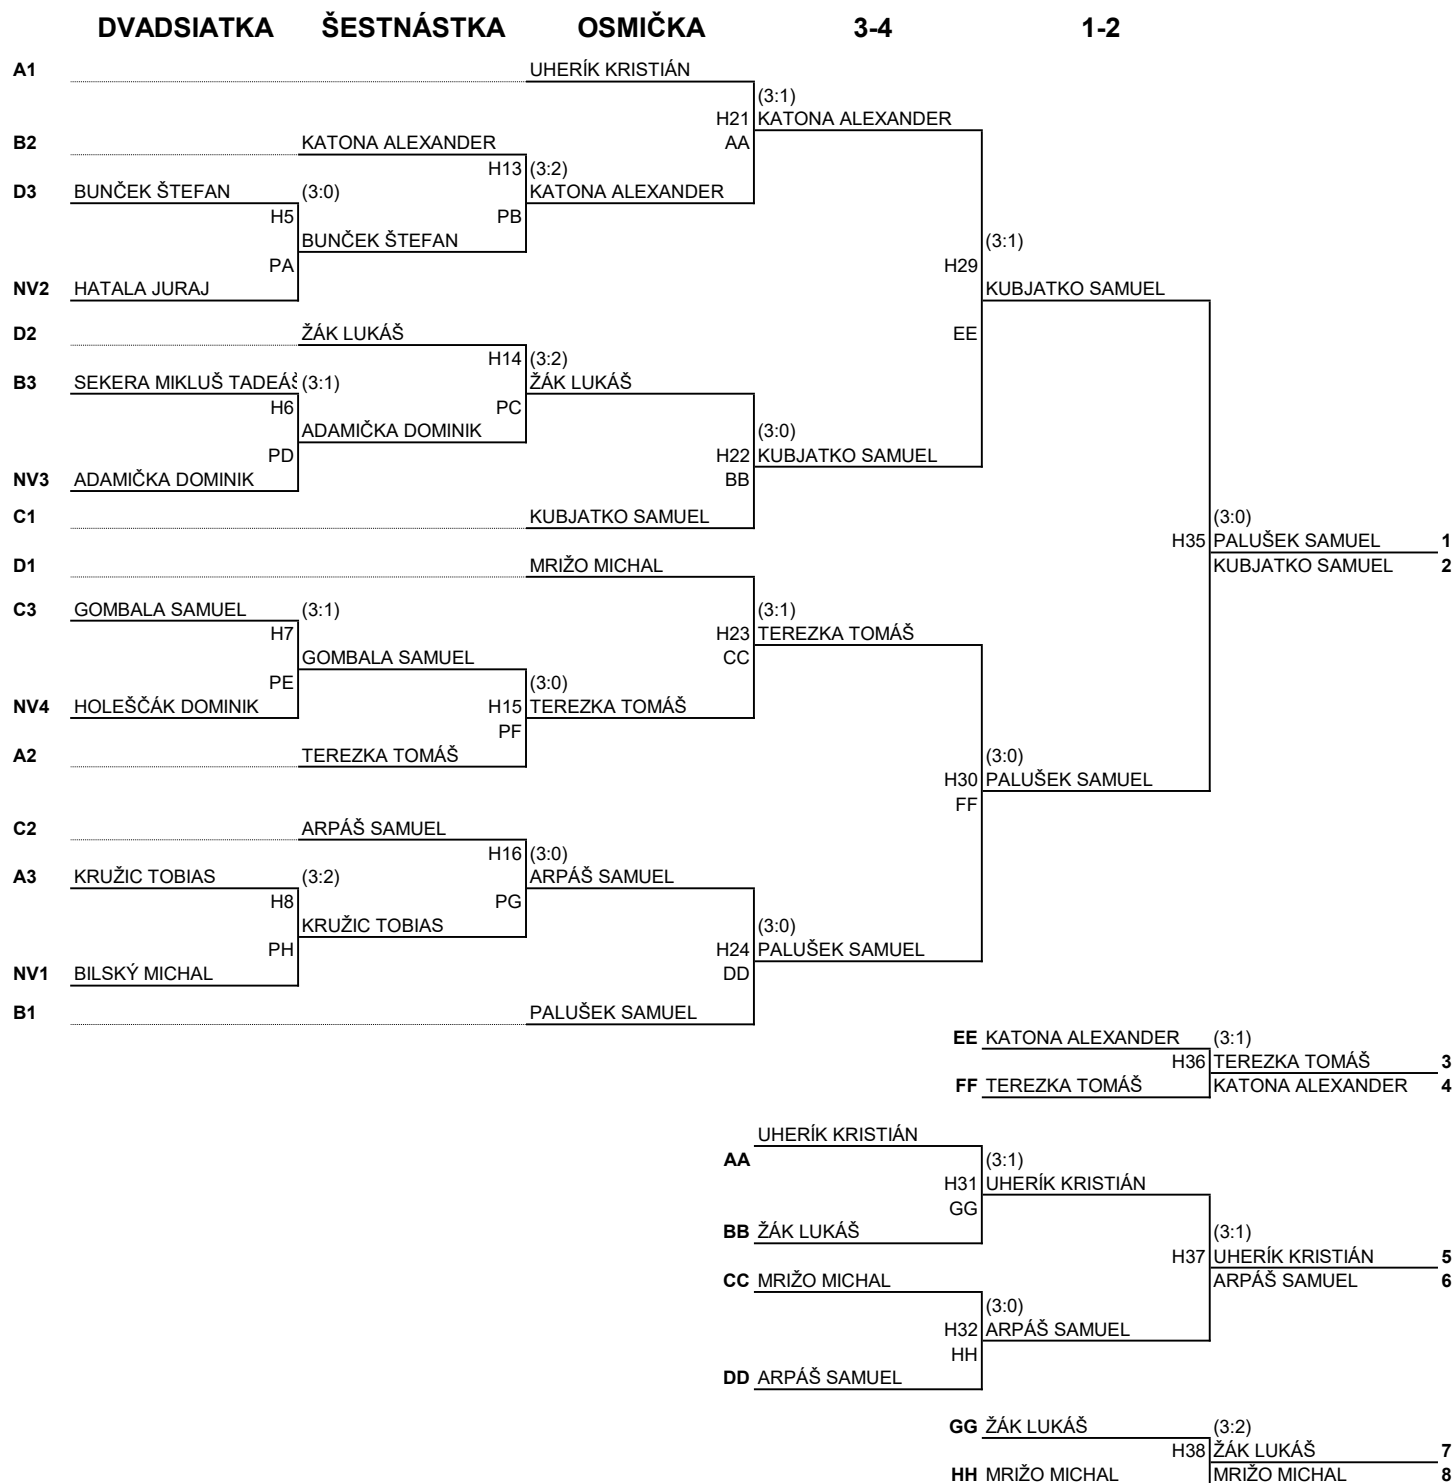 DVADSIATKA ŠESTNÁSTKA OSMIČKA 3-4 1-2
A1 UHERÍK KRISTIÁN
(3:1)
H21 KATONA ALEXANDER
B2 KATONA ALEXANDER AA
H13 (3:2)
D3 BUNČEK ŠTEFAN (3:0) KATONA ALEXANDER
H5 PB
BUNČEK ŠTEFAN (3:1)
PA H29
NV2 HATALA JURAJ KUBJATKO SAMUEL
D2 ŽÁK LUKÁŠ EE
H14 (3:2)
B3 SEKERA MIKLUŠ TADEÁŠ (3:1) ŽÁK LUKÁŠ
H6 PC
ADAMIČKA DOMINIK (3:0)
PD H22 KUBJATKO SAMUEL
NV3 ADAMIČKA DOMINIK BB
C1 KUBJATKO SAMUEL (3:0)
H35 PALUŠEK SAMUEL 1
D1 MRIŽO MICHAL KUBJATKO SAMUEL 2
C3 GOMBALA SAMUEL (3:1) (3:1)
H7 H23 TEREZKA TOMÁŠ
GOMBALA SAMUEL CC
PE (3:0)
NV4 HOLEŠČÁK DOMINIK H15 TEREZKA TOMÁŠ
PF
A2 TEREZKA TOMÁŠ (3:0)
H30 PALUŠEK SAMUEL
FF
C2 ARPÁŠ SAMUEL
H16 (3:0)
A3 KRUŽIC TOBIAS (3:2) ARPÁŠ SAMUEL
H8 PG
KRUŽIC TOBIAS (3:0)
PH H24 PALUŠEK SAMUEL
NV1 BILSKÝ MICHAL DD
B1 PALUŠEK SAMUEL
EE KATONA ALEXANDER (3:1)
H36 TEREZKA TOMÁŠ 3
FF TEREZKA TOMÁŠ KATONA ALEXANDER 4
UHERÍK KRISTIÁN
AA (3:1)
H31 UHERÍK KRISTIÁN
GG
BB ŽÁK LUKÁŠ (3:1)
H37 UHERÍK KRISTIÁN 5
CC MRIŽO MICHAL ARPÁŠ SAMUEL 6
(3:0)
H32 ARPÁŠ SAMUEL
HH
DD ARPÁŠ SAMUEL
GG ŽÁK LUKÁŠ (3:2)
H38 ŽÁK LUKÁŠ 7
HH MRIŽO MICHAL MRIŽO MICHAL 8